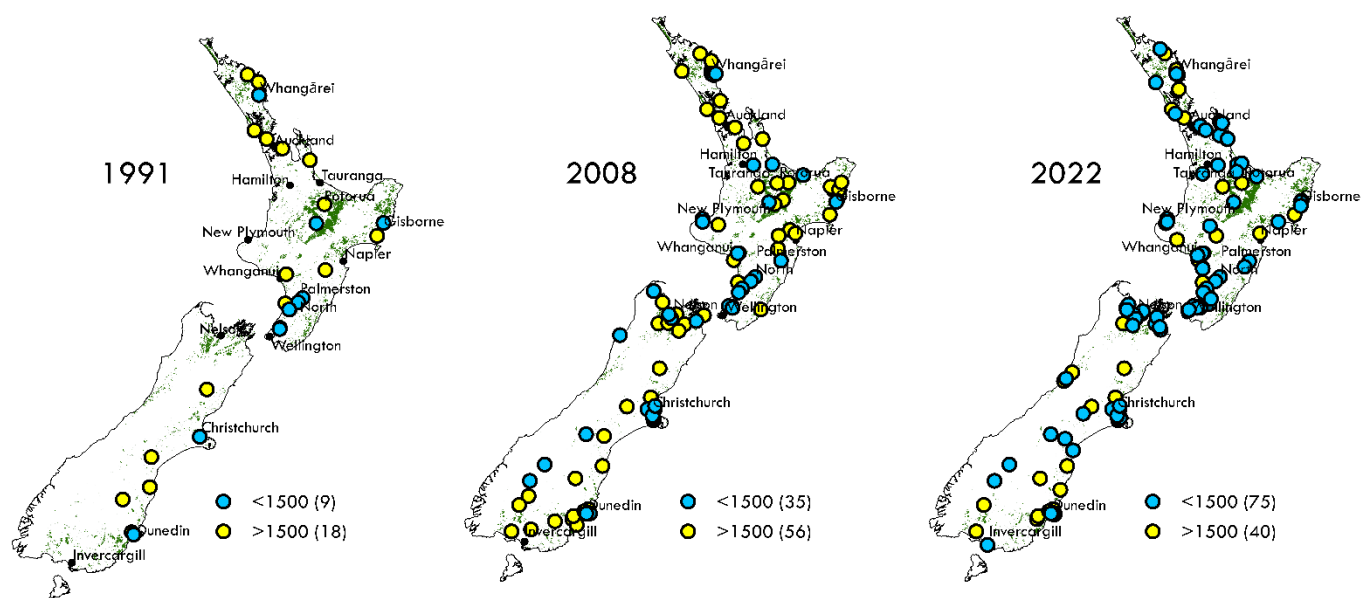 1991
Whangārei
Auckland
Hamilton
Tauranga
Rotorua
Gisborne
New Plymouth
Napier
Whanganui
Palmerston
North
Nelson
Wellington
Christchurch
Dunedin
Invercargill
<1500 (9)
>1500 (18)
2008
Whangārei
Auckland
Hamilton
Tauranga
Rotorua
Gisborne
New Plymouth
Napier
Whanganui
Palmerston
North
Nelson
Wellington
Christchurch
Dunedin
Invercargill
<1500 (35)
>1500 (56)
2022
Whangārei
Auckland
Hamilton
Tauranga
Rotorua
Gisborne
New Plymouth
Napier
Whanganui
Palmerston
North
Nelson
Wellington
Christchurch
Dunedin
Invercargill
<1500 (75)
>1500 (40)